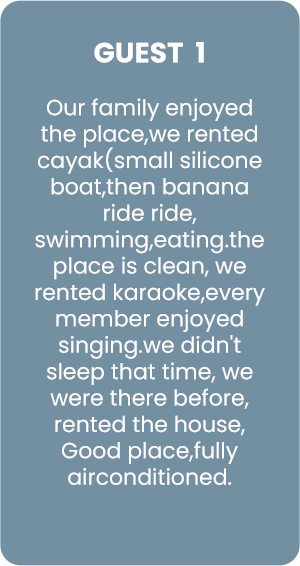 GUEST 1
Our family enjoyed
the place,we rented
cayak(small silicone
boat,then banana
ride ride,
swimming,eating.the
place is clean, we
rented karaoke,every
member enjoyed
singing.we didn't
sleep that time, we
were there before,
rented the house,
Good place,fully
airconditioned.